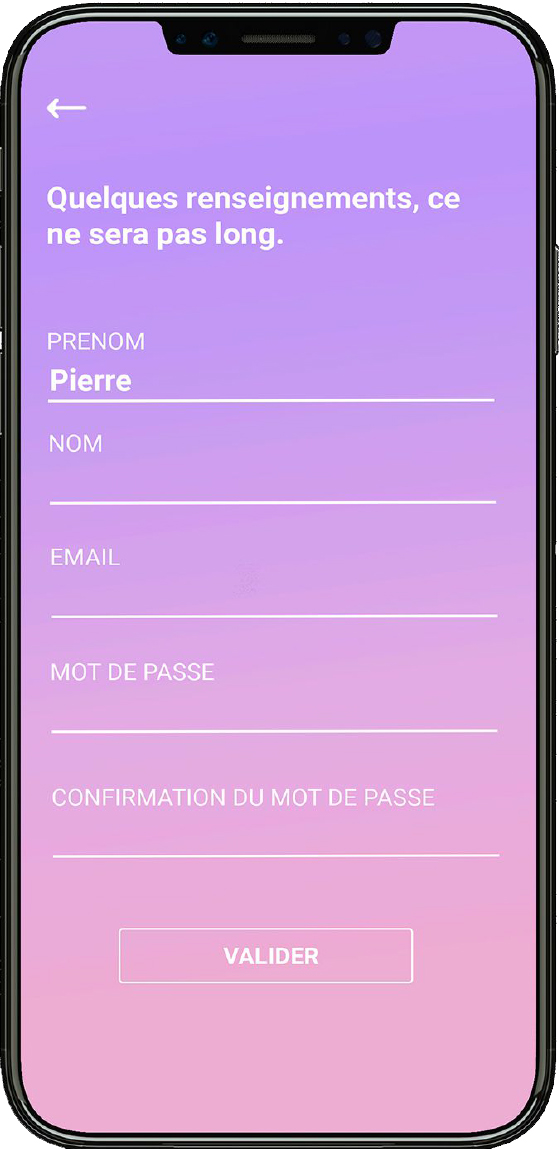 Quelques renseignements, ce
ne sera pas long.
PRENOM
Pierre
NOM
EMAIL
MOT DE PASSE
CONFIRMATION DU MOT DE PASSE
VALIDER